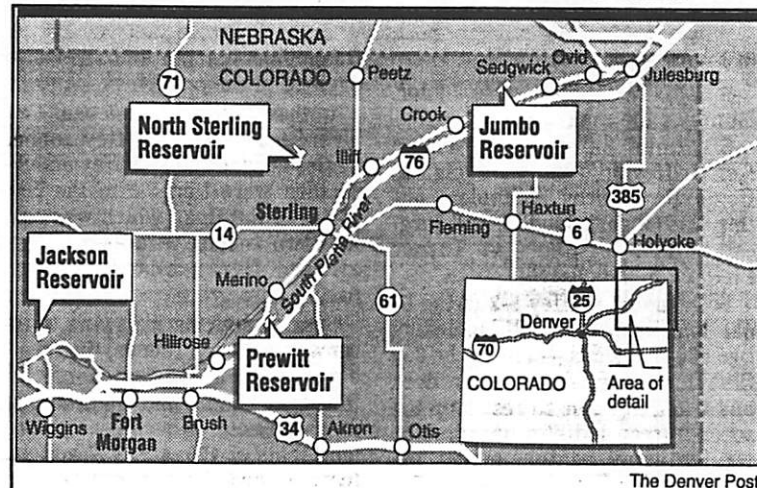 NEBRASKA
COLORADO
71
Peetz
Sedgwick
Ovid
Julesburg
North Sterling
Reservoir
Crook
Jumbo
Reservoir
Iliff
76
385
14
Sterling
South Platte River
Fleming
Haxtun
6
Holyoke
Jackson
Reservoir
Merino
61
25
Denver
70
COLORADO
Area of
detail
Hillrose
Prewitt
Reservoir
Wiggins
Fort
Morgan
Brush
34
Akron
Otis
The Denver Post